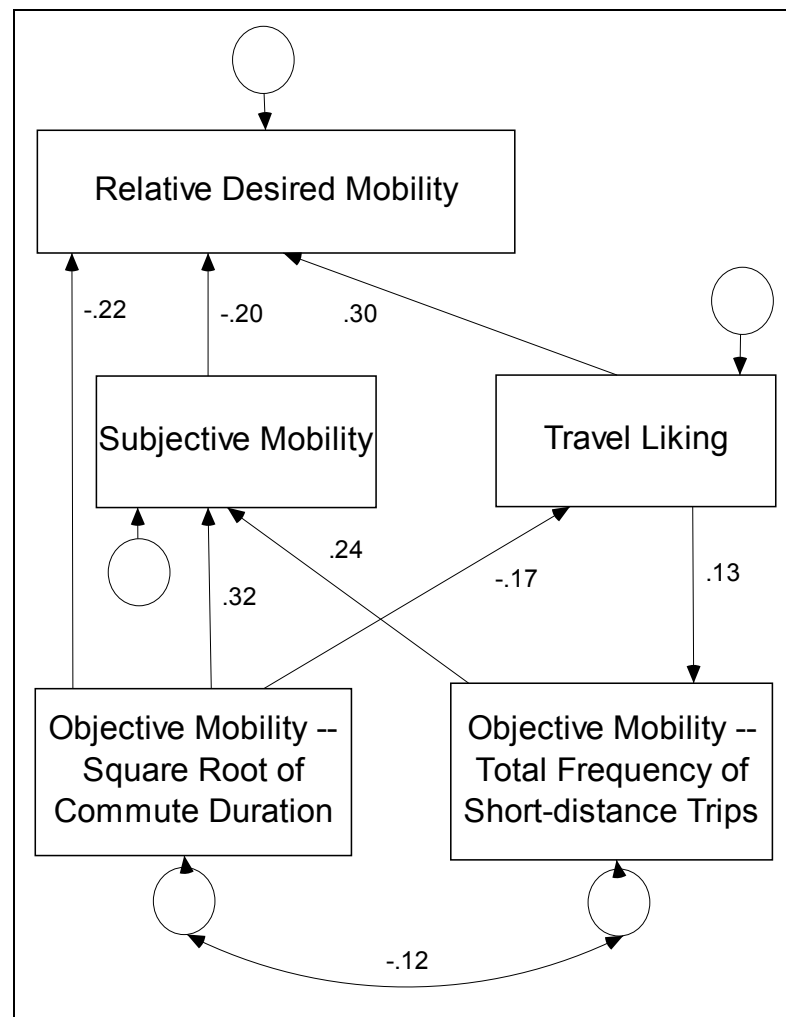 Relative Desired Mobility
-.22
-.20
.30
Subjective Mobility
Travel Liking
.24
.32
-.17
.13
Objective Mobility --
Square Root of
Commute Duration
Objective Mobility --
Total Frequency of
Short-distance Trips
-.12